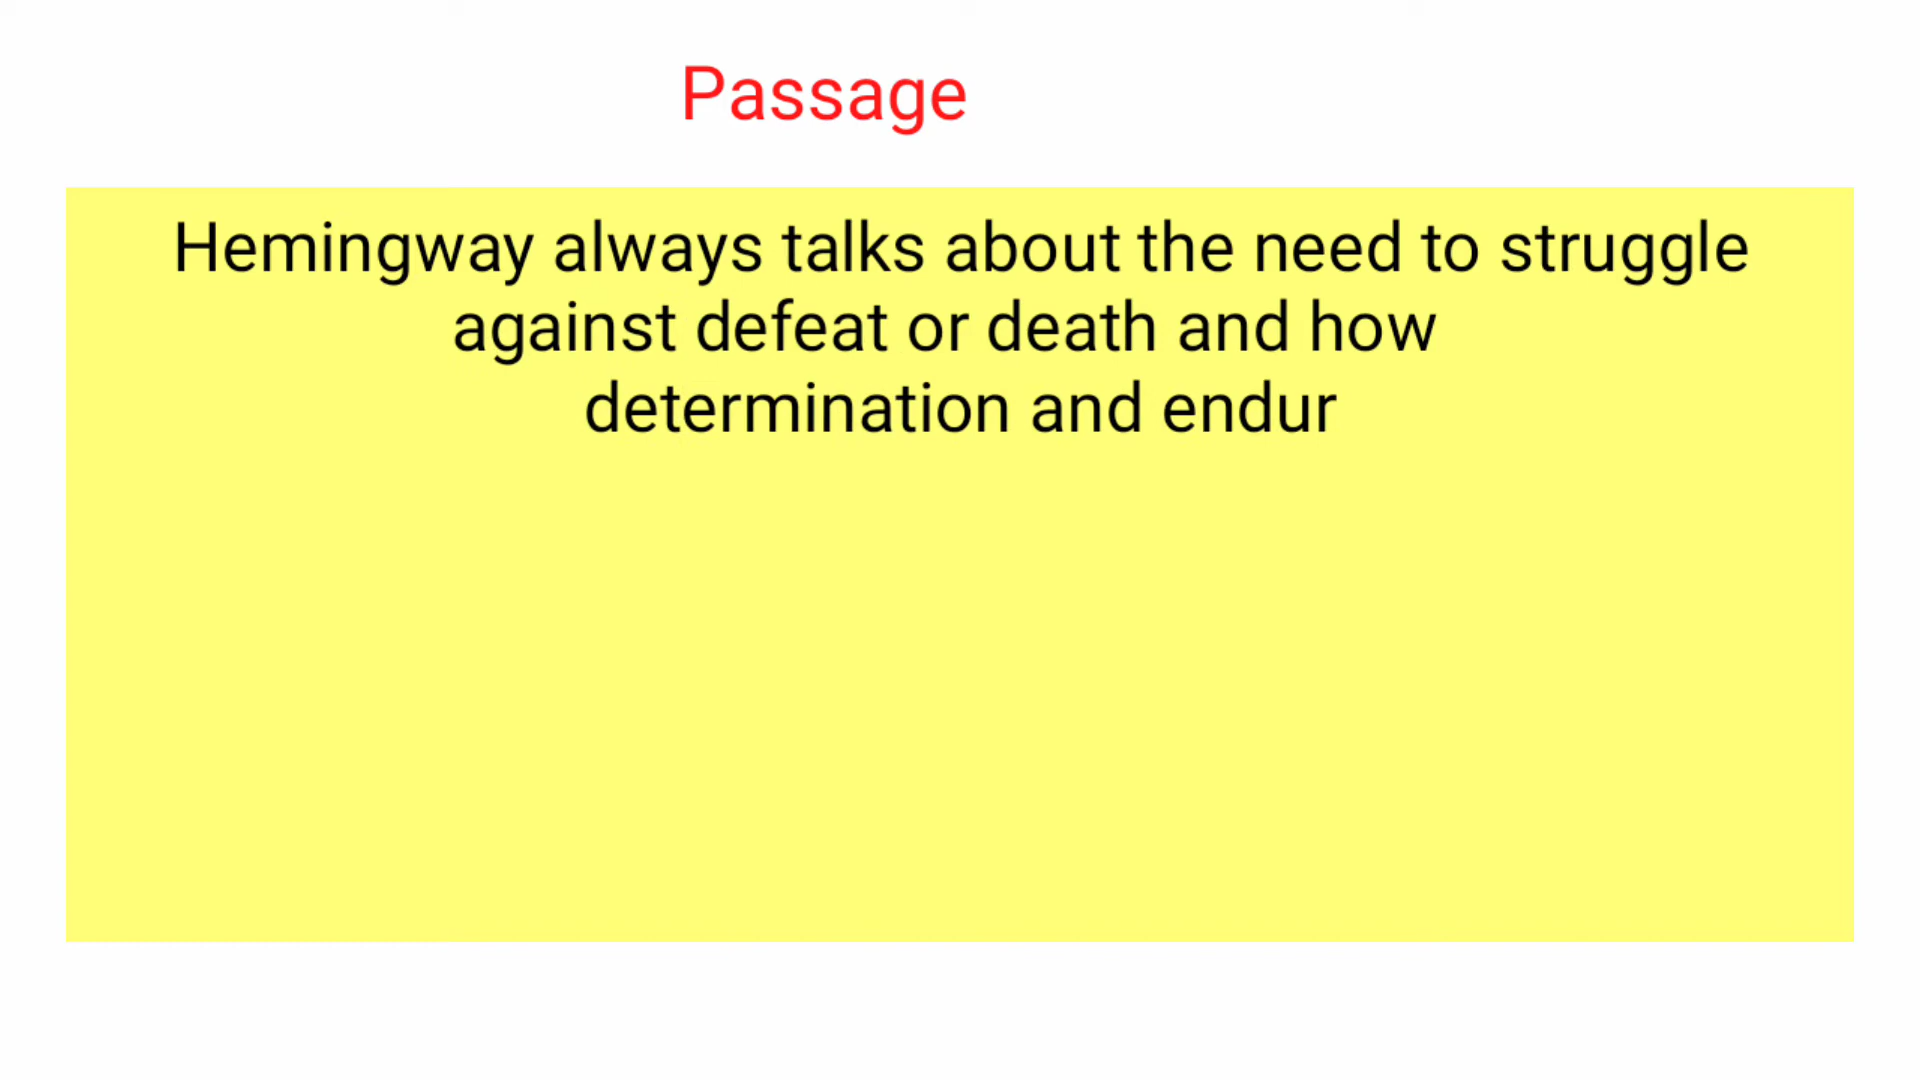 Passage
Hemingway always talks about the need to struggle
against defeat or death and how
determination and endur